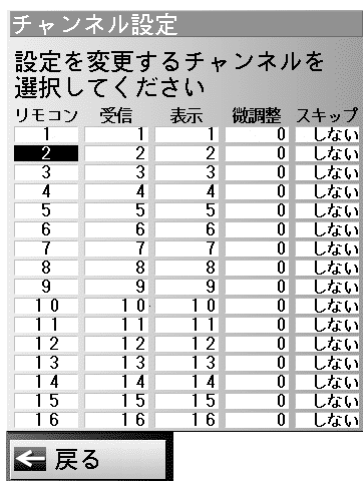 チャンネル設定
設定を変更するチャンネルを
選択してください
リモコン 受信 表示 微調整 スキップ
1 1 1 0 しない
2 2 2 0 しない
3 3 3 0 しない
4 4 4 0 しない
5 5 5 0 しない
6 6 6 0 しない
7 7 7 0 しない
8 8 8 0 しない
9 9 9 0 しない
10 10 10 0 しない
11 11 11 0 しない
12 12 12 0 しない
13 13 13 0 しない
14 14 14 0 しない
15 15 15 0 しない
16 16 16 0 しない
戻る